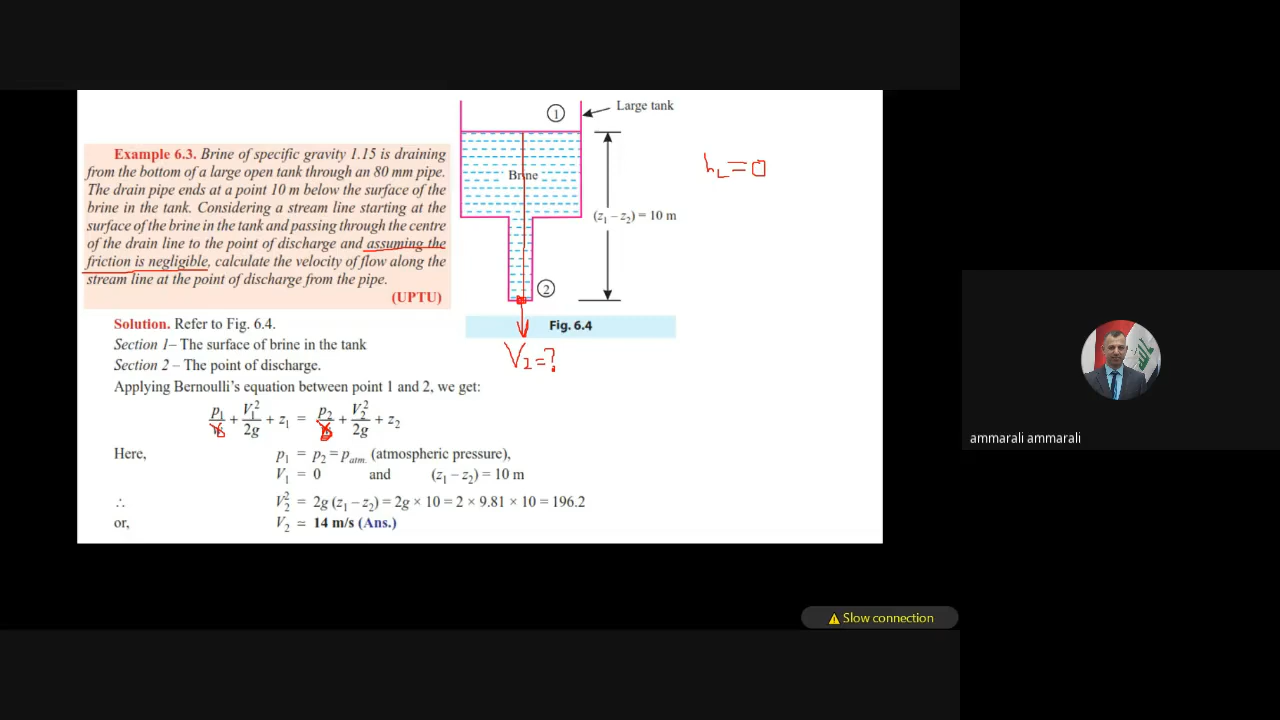 Example 6.3. Brine of specific gravity 1.15 is draining
from the bottom of a large open tank through an 80 mm pipe.
The drain pipe ends at a point 10 m below the surface of the
brine in the tank. Considering a stream line starting at the
surface of the brine in the tank and passing through the centre
of the drain line to the point of discharge and assuming the
friction is negligible, calculate the velocity of flow along the
stream line at the point of discharge from the pipe.
(UPTU)
1
Large tank
Brine
(z₁ – z₂) = 10 m
2
Fig. 6.4
h_L = 0
V₂ = ?
Solution. Refer to Fig. 6.4.
Section 1– The surface of brine in the tank
Section 2 – The point of discharge.
Applying Bernoulli's equation between point 1 and 2, we get:
p₁/w + V₁²/2g + z₁ = p₂/w + V₂²/2g + z₂
Here, p₁ = p₂ = p_atm. (atmospheric pressure),
V₁ = 0 and (z₁ – z₂) = 10 m
∴ V₂² = 2g (z₁ – z₂) = 2g × 10 = 2 × 9.81 × 10 = 196.2
or, V₂ ≃ 14 m/s (Ans.)
ammarali ammarali
Slow connection